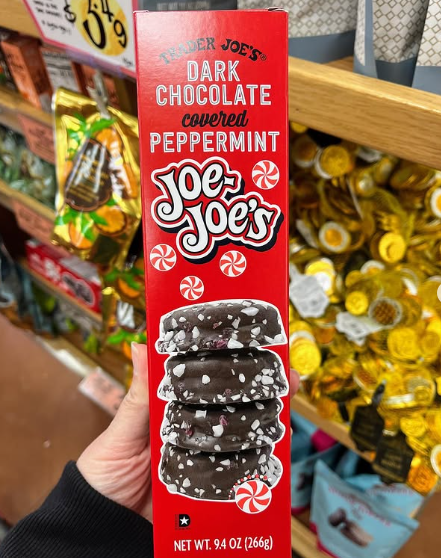 TRADER JOE'S
DARK
CHOCOLATE
covered
PEPPERMINT
JOE-
JOE'S
D
NET WT. 9.4 OZ (266g)